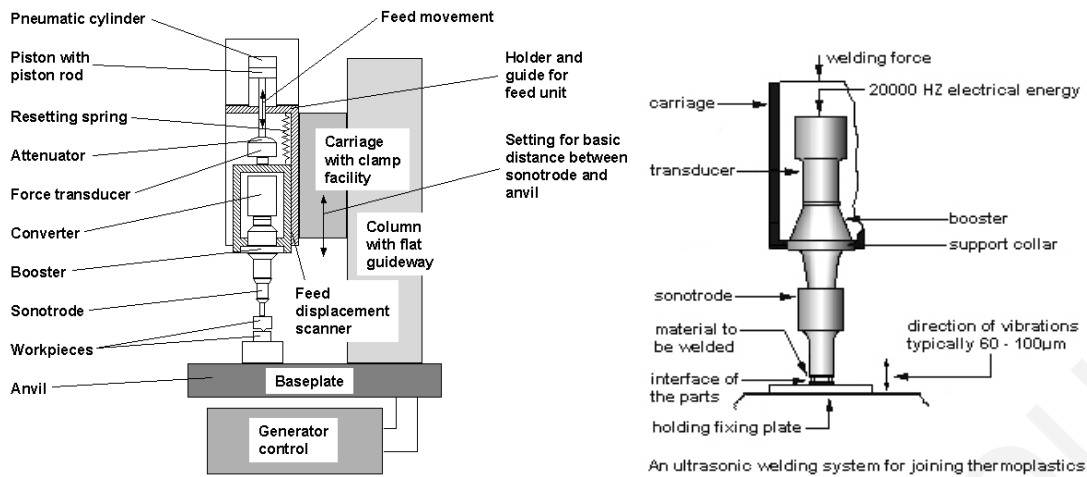 Pneumatic cylinder
Piston with
piston rod
Resetting spring
Attenuator
Force transducer
Converter
Booster
Sonotrode
Workpieces
Anvil
Feed movement
Holder and
guide for
feed unit
Setting for basic
distance between
sonotrode and
anvil
Carriage
with clamp
facility
Column
with flat
guideway
Feed
displacement
scanner
Baseplate
Generator
control
welding force
20000 HZ electrical energy
carriage
transducer
booster
support collar
sonotrode
material to
be welded
interface of
the parts
holding fixing plate
direction of vibrations
typically 60 - 100µm
An ultrasonic welding system for joining thermoplastics